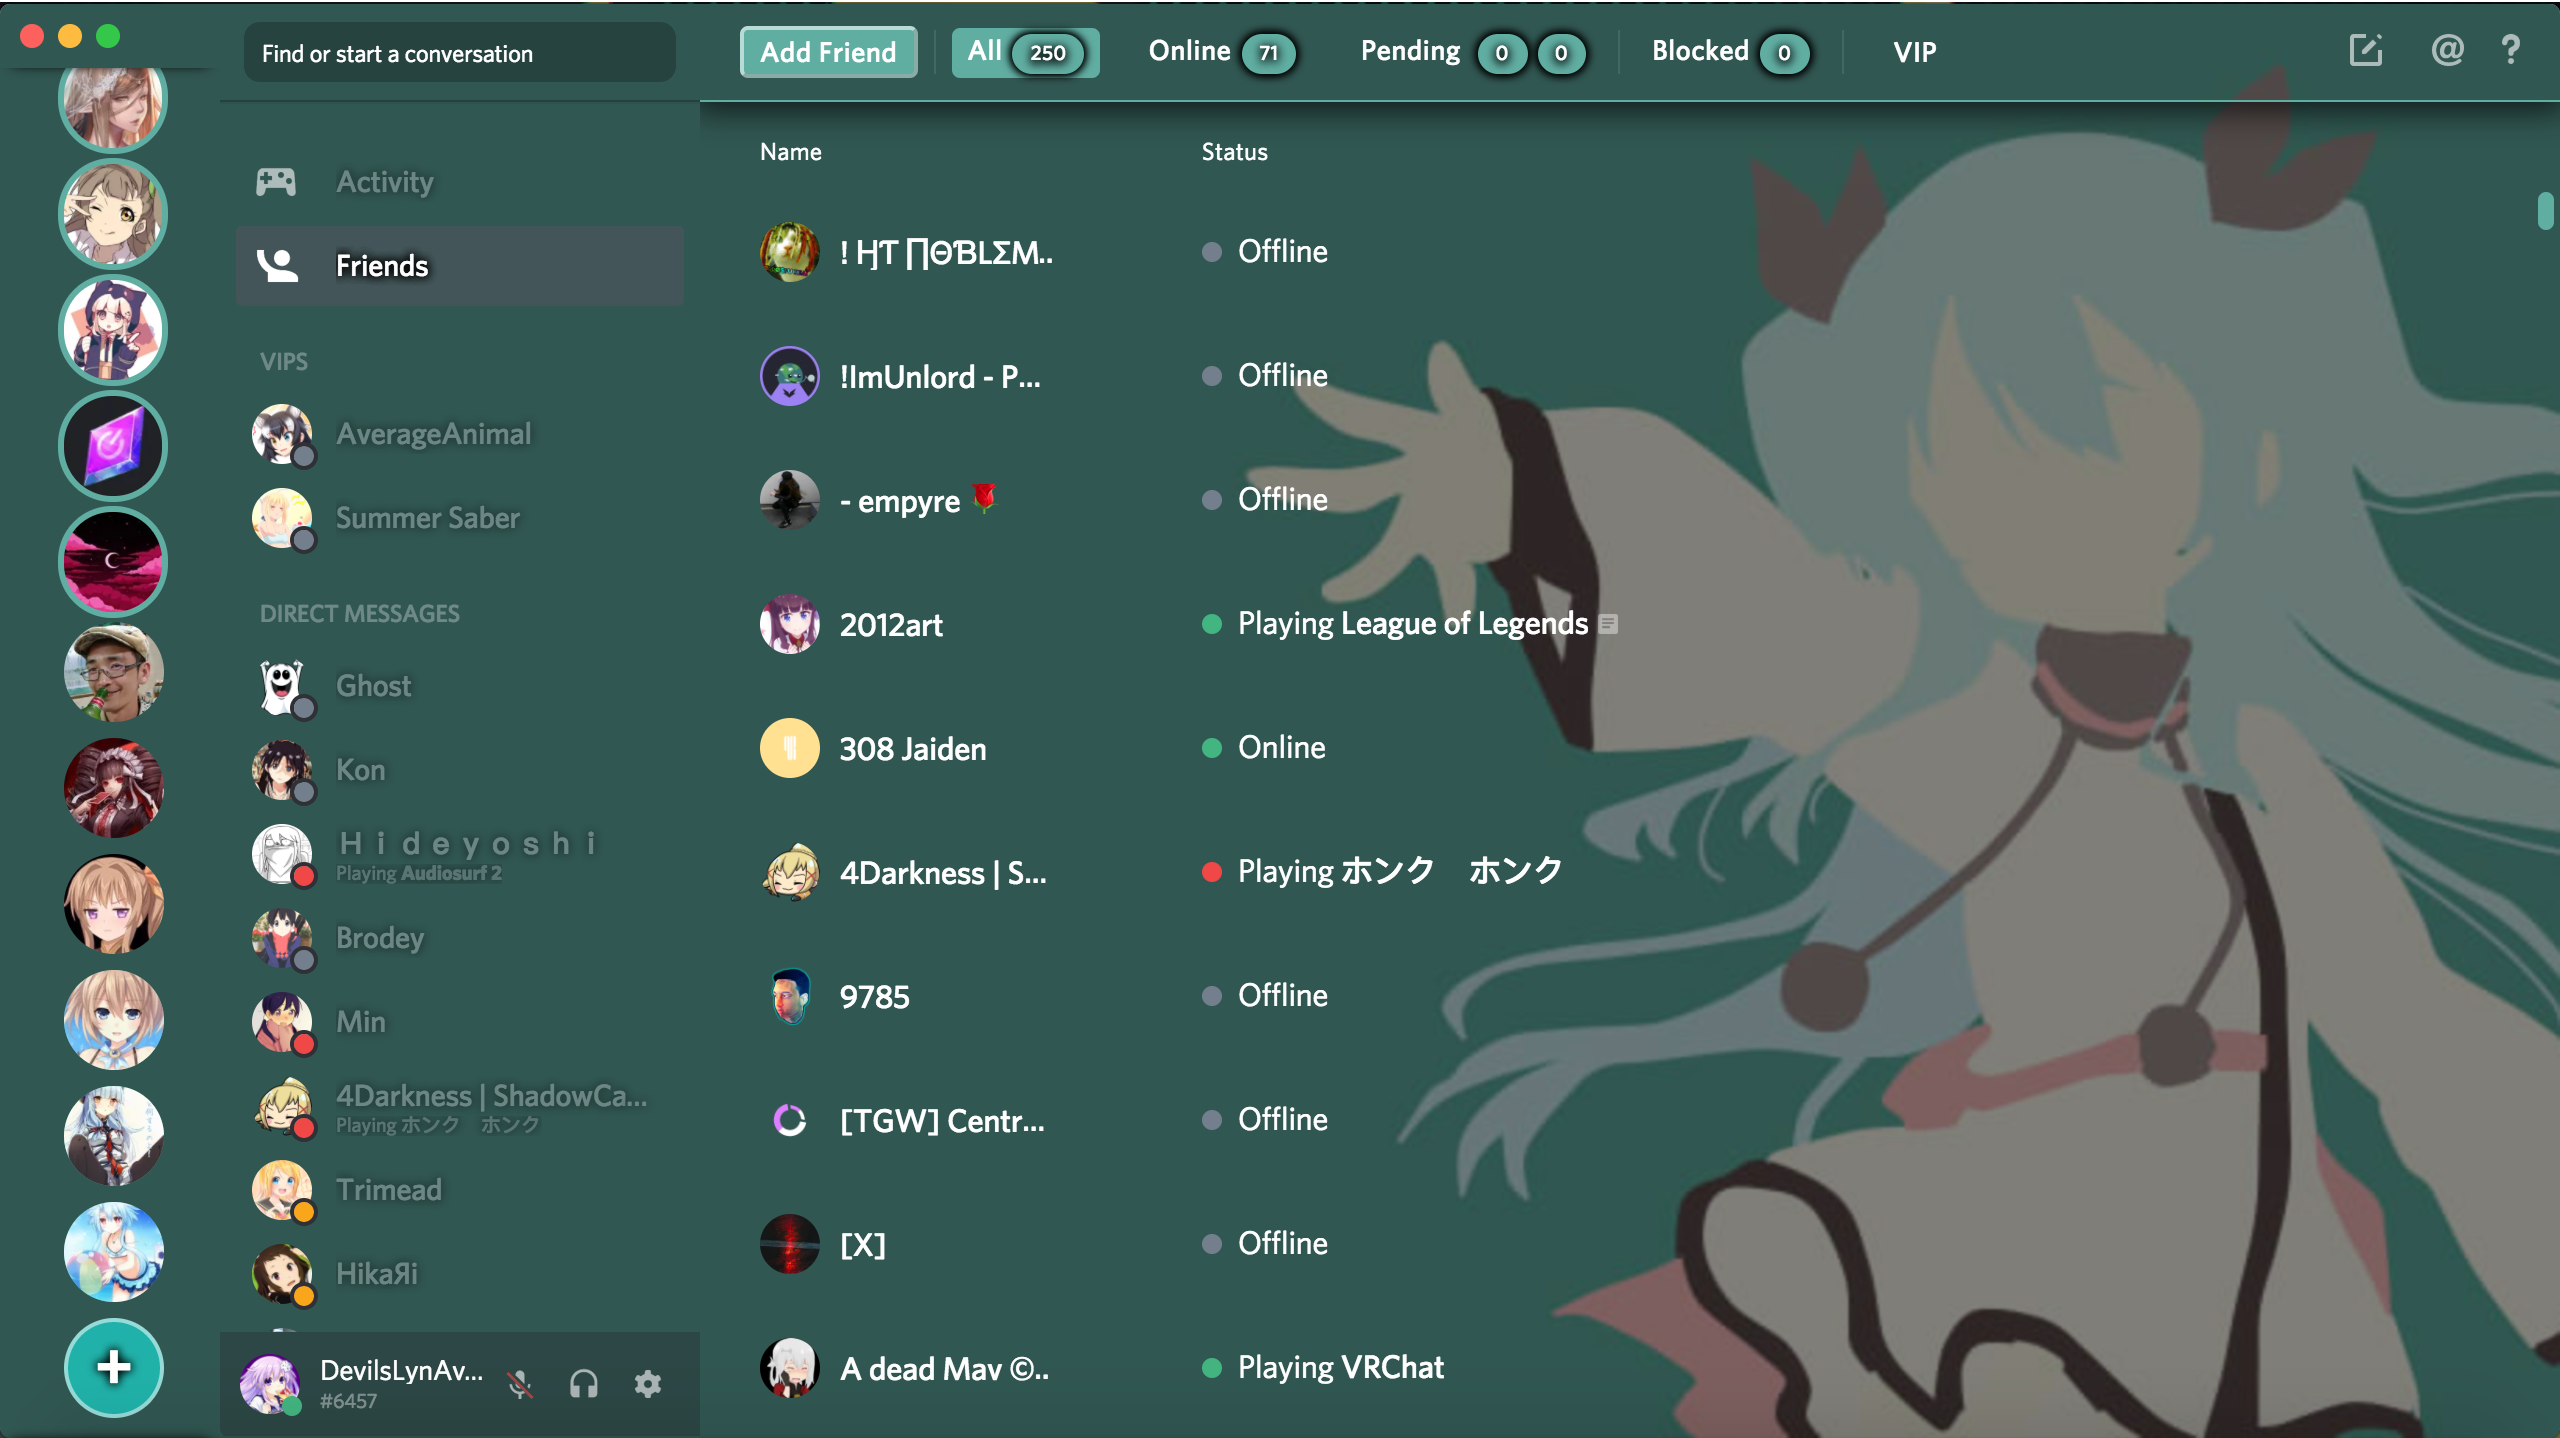 Find or start a conversation
Add Friend
All 250
Online 71
Pending 0 0
Blocked 0
VIP
@
?
Activity
Friends
VIPS
AverageAnimal
Summer Saber
DIRECT MESSAGES
Ghost
Kon
Ｈｉｄｅｙｏｓｈｉ
Playing Audiosurf 2
Brodey
Min
4Darkness | ShadowCa...
Playing ホンク　ホンク
Trimead
HikaЯi
DevilsLynAv...
#6457
Name Status
! ӇƬ ∏ΘƁLΣM.. Offline
!ImUnlord - P... Offline
- empyre 🌹 Offline
2012art Playing League of Legends
308 Jaiden Online
4Darkness | S... Playing ホンク　ホンク
9785 Offline
[TGW] Centr... Offline
[X] Offline
A dead Mav ©.. Playing VRChat